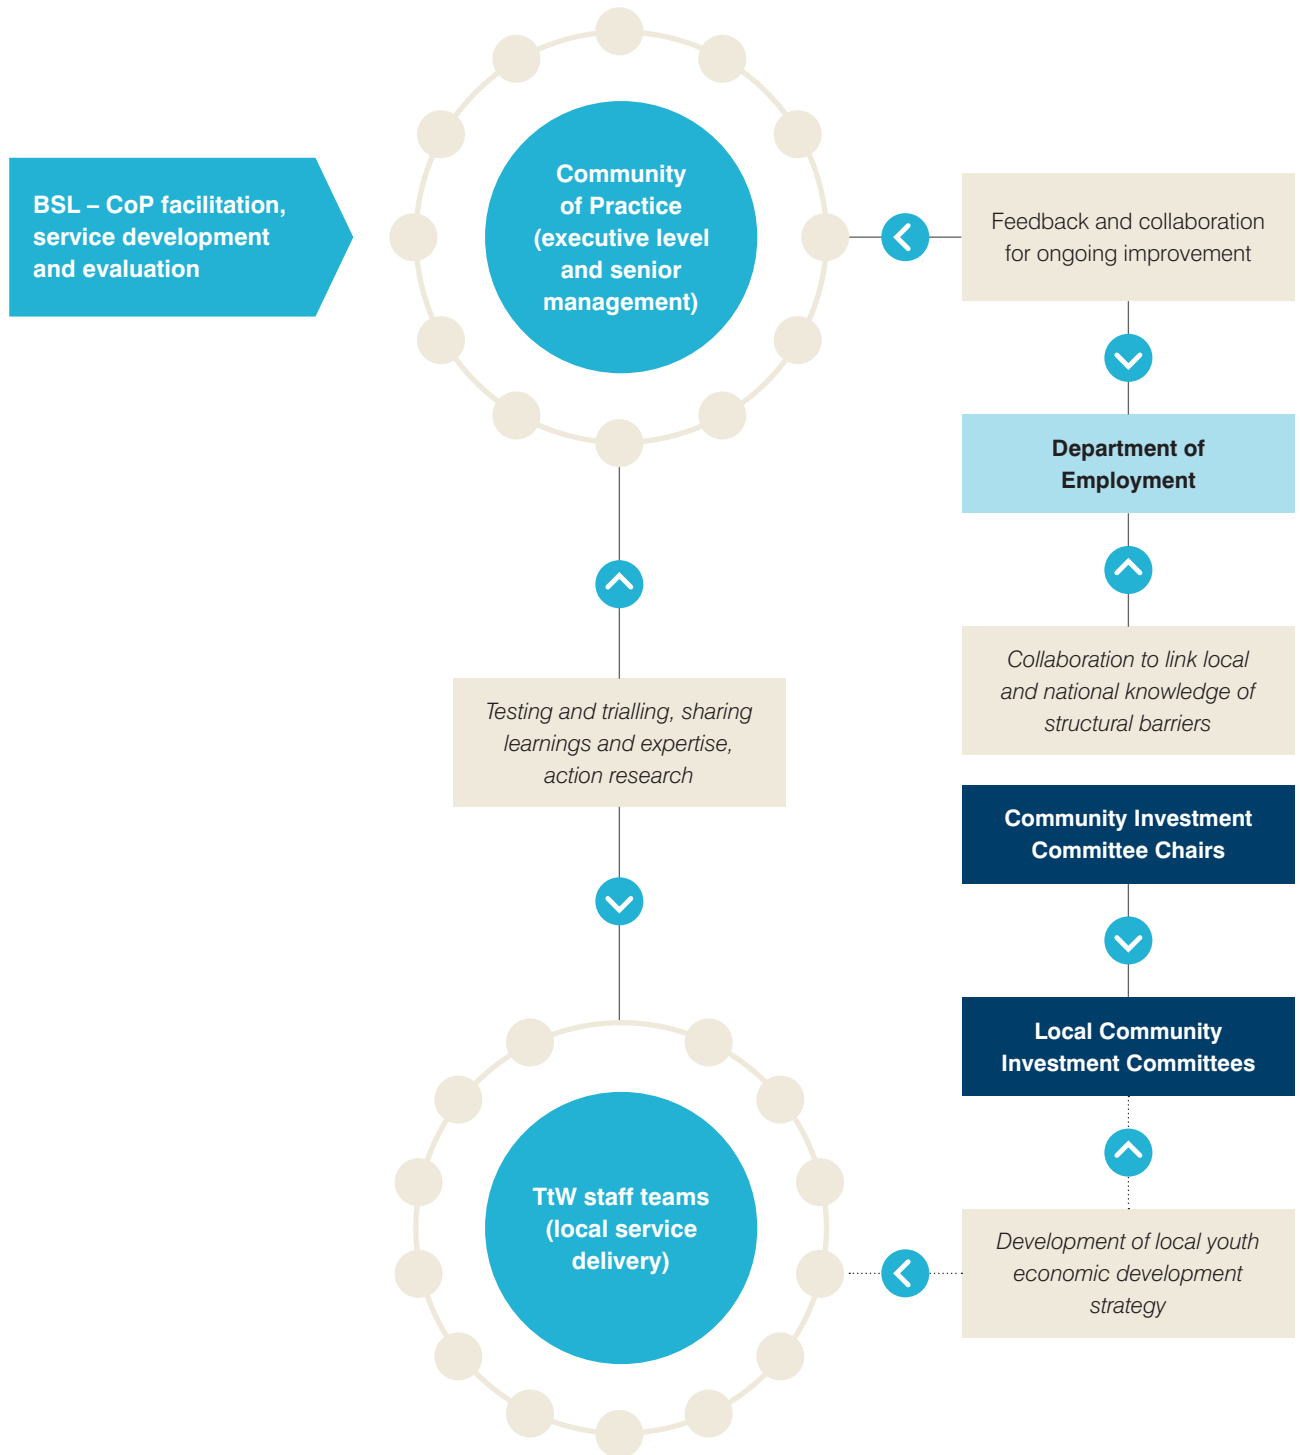 BSL – CoP facilitation,
service development
and evaluation
Community
of Practice
(executive level
and senior
management)
Feedback and collaboration
for ongoing improvement
Department of
Employment
Collaboration to link local
and national knowledge of
structural barriers
Testing and trialling, sharing
learnings and expertise,
action research
Community Investment
Committee Chairs
Local Community
Investment Committees
TtW staff teams
(local service
delivery)
Development of local youth
economic development
strategy